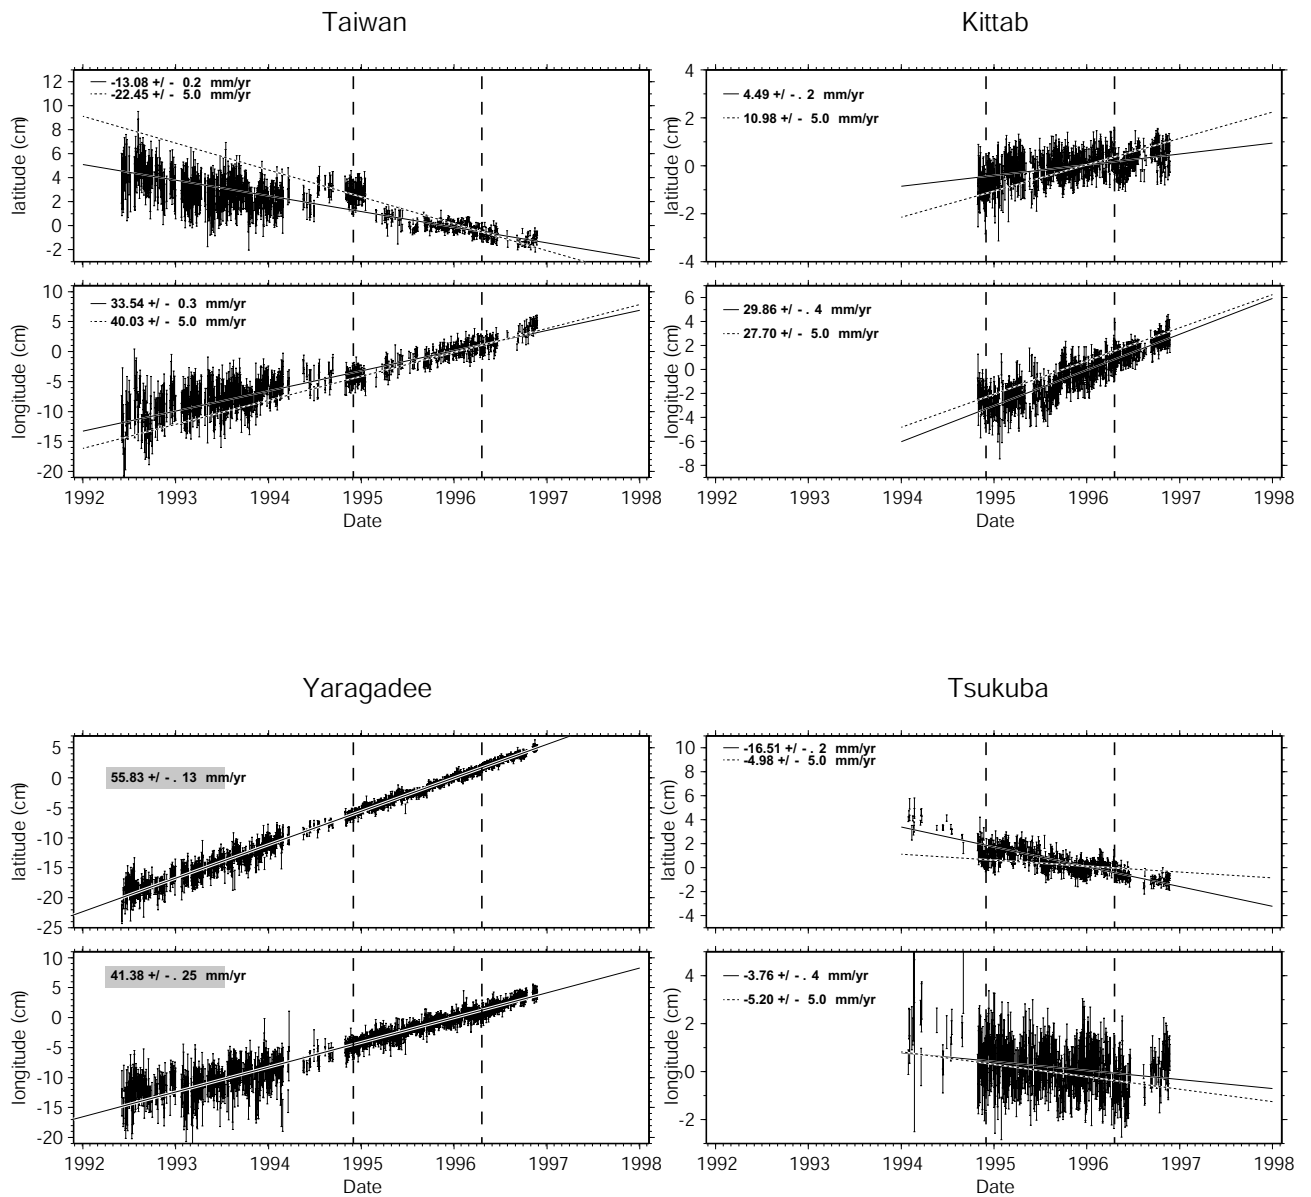 Taiwan
-13.08 +/ -  0.2  mm/yr
-22.45 +/ -  5.0  mm/yr
latitude (cm)
12
10
8
6
4
2
0
-2
33.54 +/ -  0.3  mm/yr
40.03 +/ -  5.0  mm/yr
longitude (cm)
10
5
0
-5
-10
-15
-20
1992 1993 1994 1995 1996 1997 1998
Date
Kittab
4.49 +/ - . 2  mm/yr
10.98 +/ -  5.0  mm/yr
latitude (cm)
4
2
0
-2
-4
29.86 +/ - . 4  mm/yr
27.70 +/ -  5.0  mm/yr
longitude (cm)
6
4
2
0
-2
-4
-6
-8
1992 1993 1994 1995 1996 1997 1998
Date
Yaragadee
55.83 +/ - . 13  mm/yr
latitude (cm)
5
0
-5
-10
-15
-20
-25
41.38 +/ - . 25  mm/yr
longitude (cm)
10
5
0
-5
-10
-15
-20
1992 1993 1994 1995 1996 1997 1998
Date
Tsukuba
-16.51 +/ - . 2  mm/yr
-4.98 +/ -  5.0  mm/yr
latitude (cm)
10
8
6
4
2
0
-2
-4
-3.76 +/ - . 4  mm/yr
-5.20 +/ -  5.0  mm/yr
longitude (cm)
4
2
0
-2
1992 1993 1994 1995 1996 1997 1998
Date